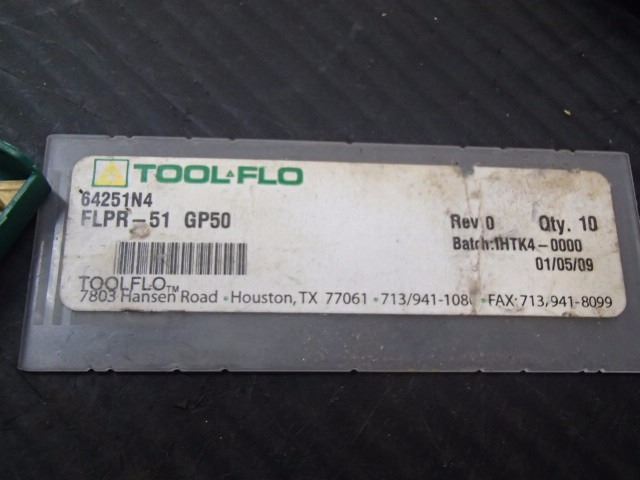 TOOL▲FLO
64251N4
FLPR-51 GP50
Rev 0 Qty. 10
Batch: 1HTK4-0000
01/05/09
TOOLFLO™
7803 Hansen Road • Houston, TX 77061 • 713/941-108 • FAX: 713, 941-8099